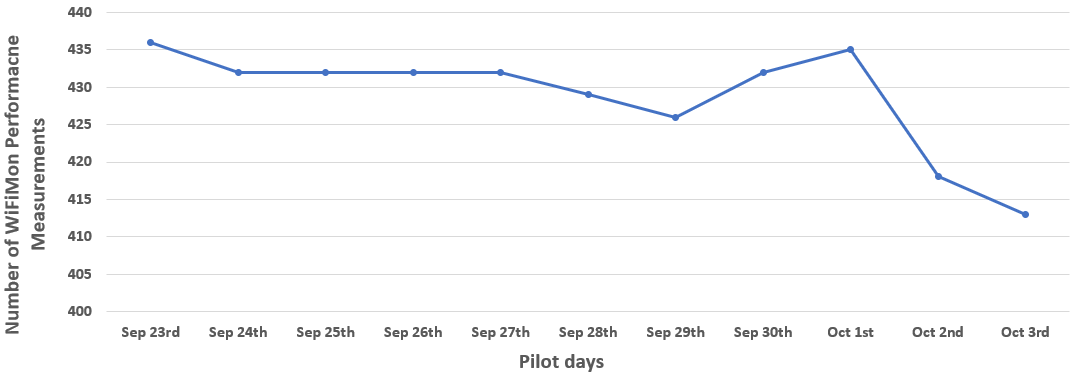 Number of WiFiMon Performacne
Measurements
440
435
430
425
420
415
410
405
400
Sep 23rd Sep 24th Sep 25th Sep 26th Sep 27th Sep 28th Sep 29th Sep 30th Oct 1st Oct 2nd Oct 3rd
Pilot days